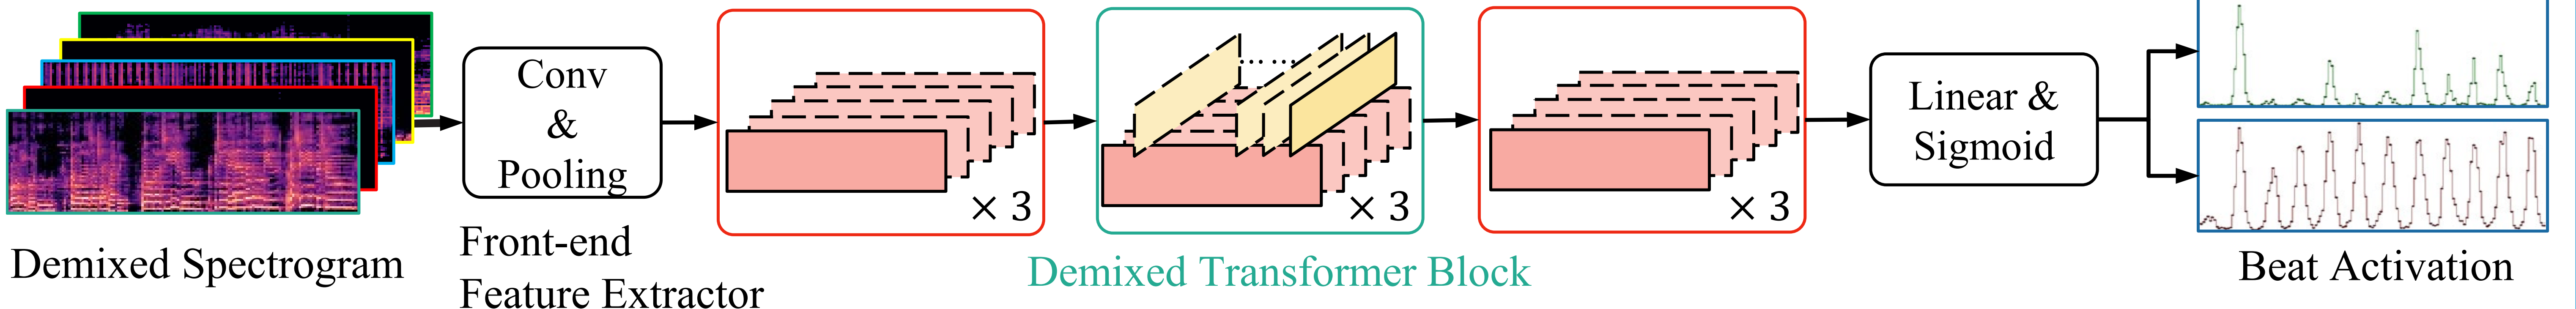 Demixed Spectrogram
Conv
&
Pooling
Front-end
Feature Extractor
× 3
...  ...
× 3
Demixed Transformer Block
× 3
Linear &
Sigmoid
Beat Activation